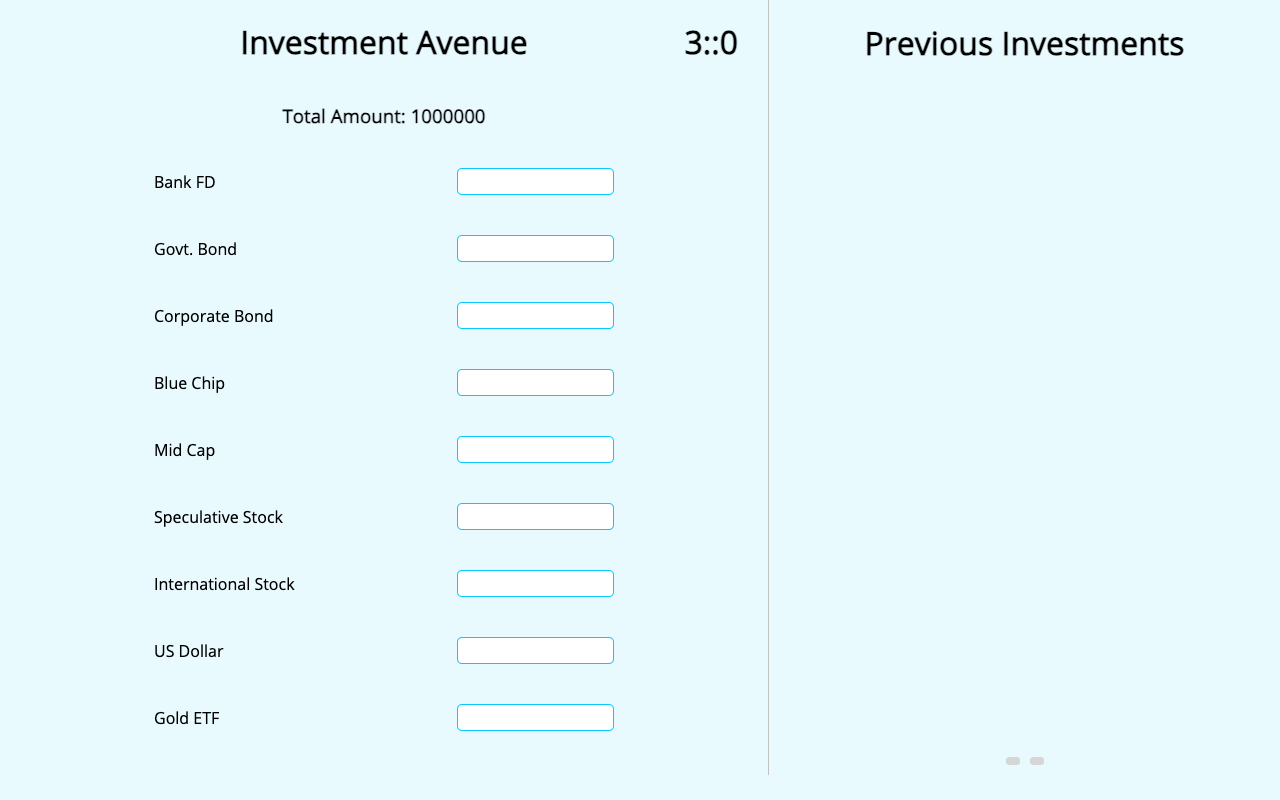 Investment Avenue
3::0
Total Amount: 1000000
Bank FD
Govt. Bond
Corporate Bond
Blue Chip
Mid Cap
Speculative Stock
International Stock
US Dollar
Gold ETF
Previous Investments